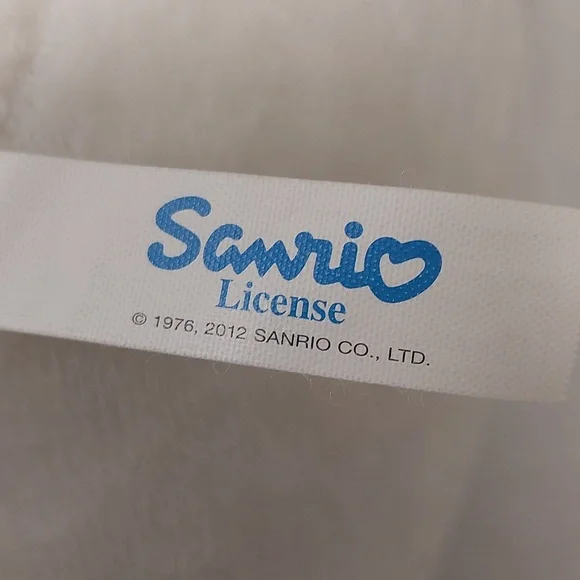 Sanrio
License
© 1976, 2012 SANRIO CO., LTD.